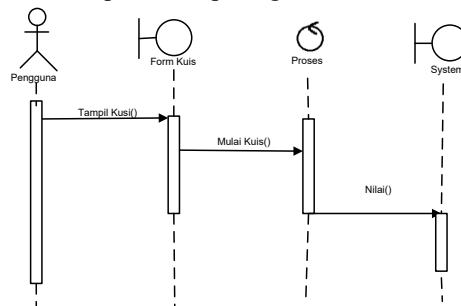 Pengguna
Form Kuis
Proses
System
Tampil Kusi()
Mulai Kuis()
Nilai()